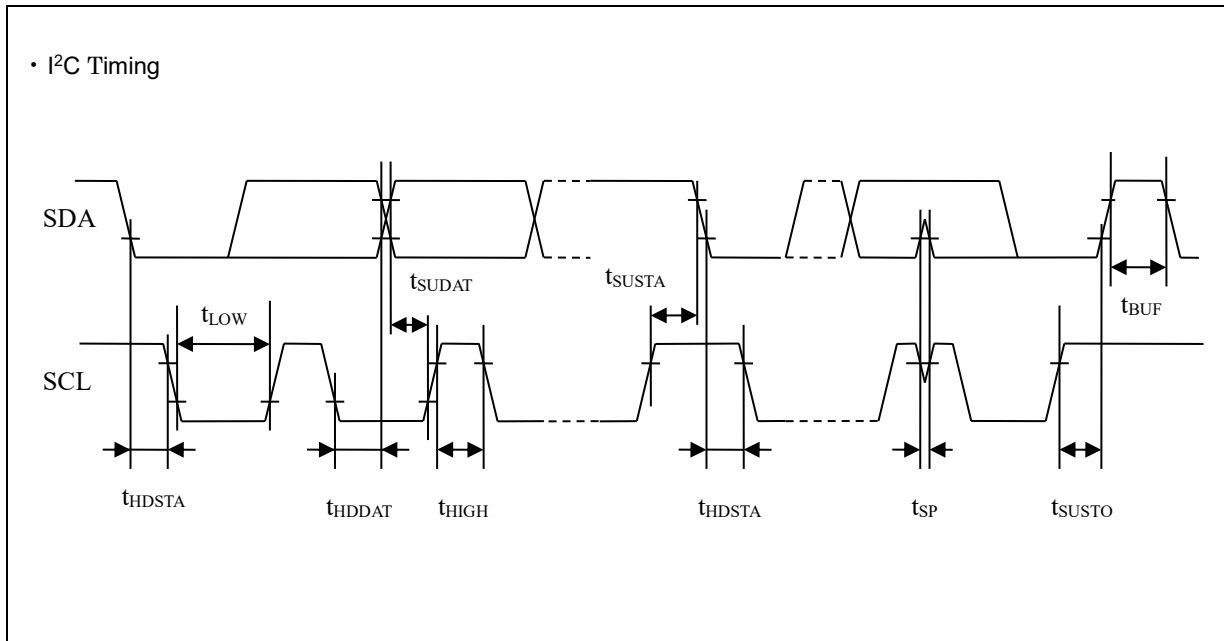 ・I²C Timing
SDA
tSUDAT
tSUSTA
tBUF
tLOW
SCL
tHDSTA
tHDDAT
tHIGH
tHDSTA
tSP
tSUSTO